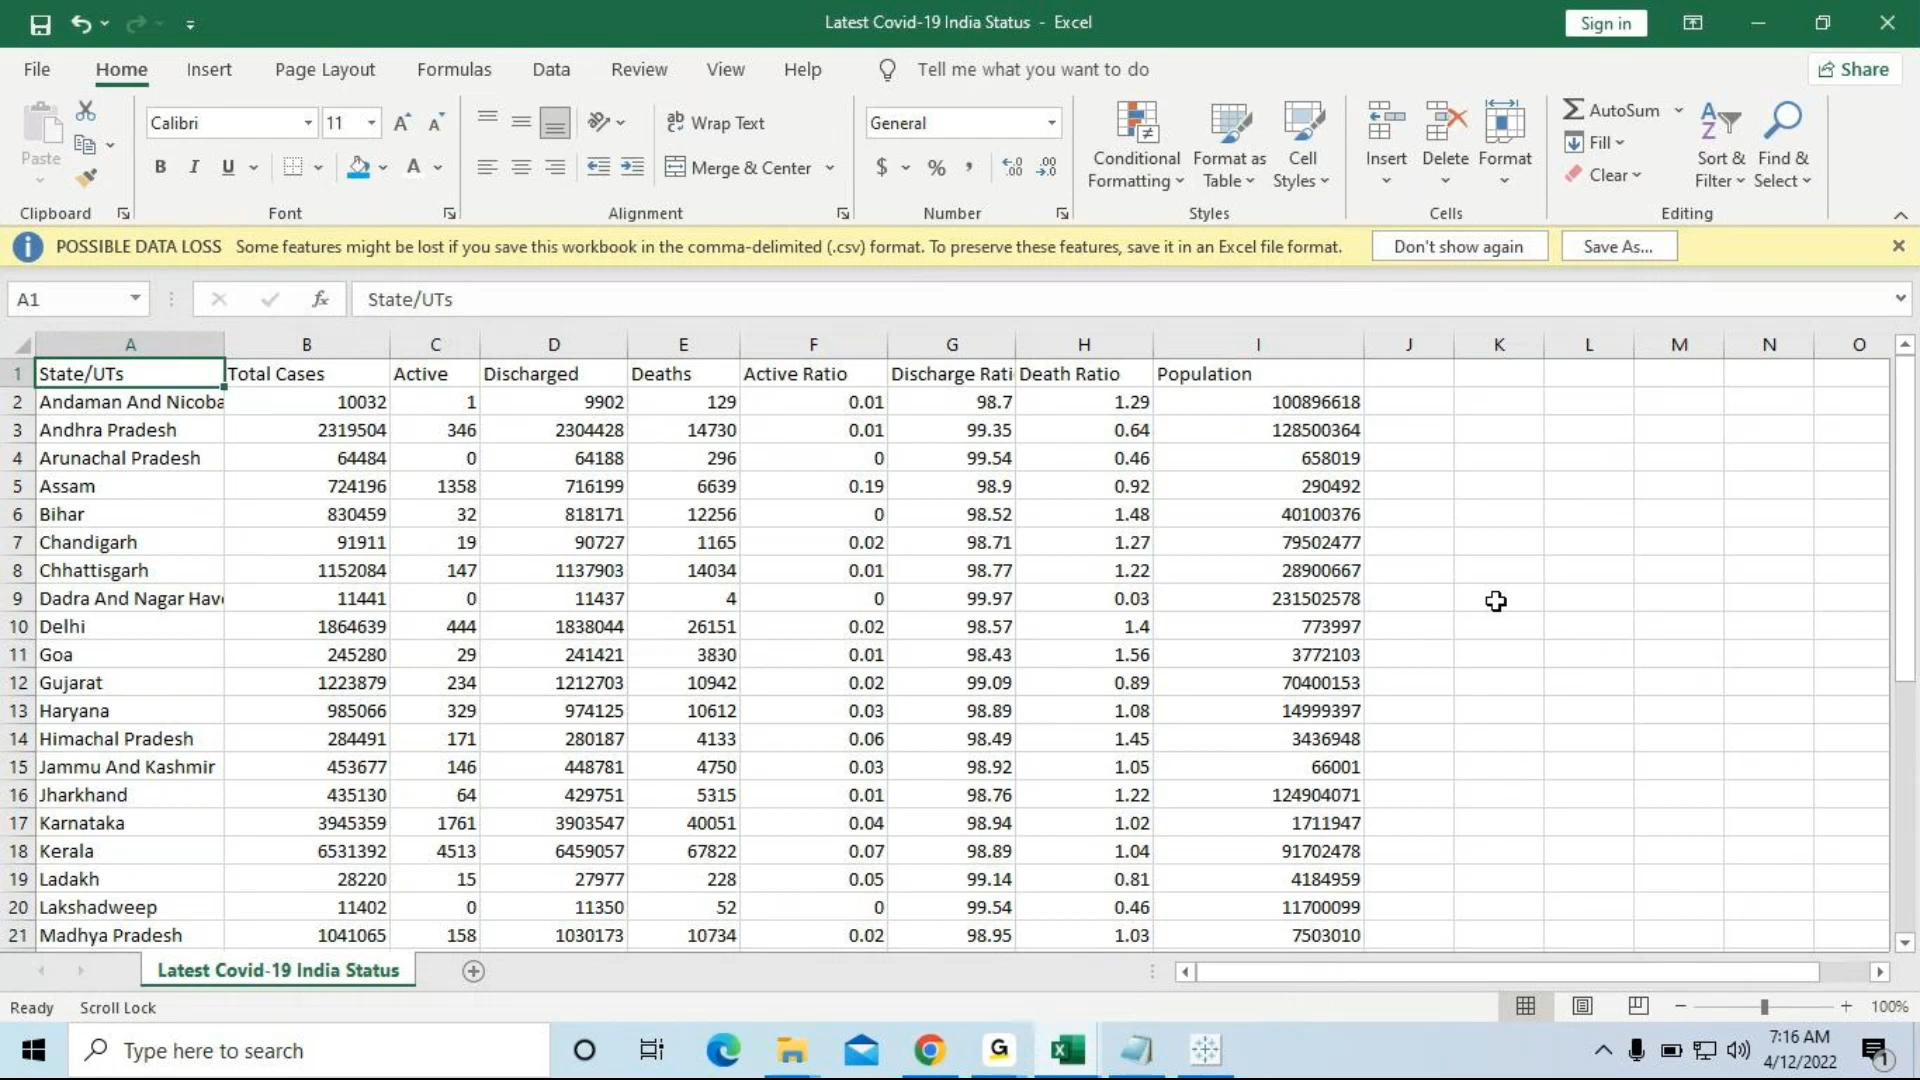 Latest Covid-19 India Status - Excel
Sign in
File Home Insert Page Layout Formulas Data Review View Help Tell me what you want to do Share
Paste
Calibri 11
B I U A
Wrap Text
Merge & Center
General
$ % ,
Conditional Formatting
Format as Table
Cell Styles
Insert Delete Format
AutoSum
Fill
Clear
Sort & Filter
Find & Select
Clipboard Font Alignment Number Styles Cells Editing
POSSIBLE DATA LOSS Some features might be lost if you save this workbook in the comma-delimited (.csv) format. To preserve these features, save it in an Excel file format. Don't show again Save As...
A1 fx State/UTs
A B C D E F G H I J K L M N O
1 State/UTs Total Cases Active Discharged Deaths Active Ratio Discharge Rati Death Ratio Population
2 Andaman And Nicoba 10032 1 9902 129 0.01 98.7 1.29 100896618
3 Andhra Pradesh 2319504 346 2304428 14730 0.01 99.35 0.64 128500364
4 Arunachal Pradesh 64484 0 64188 296 0 99.54 0.46 658019
5 Assam 724196 1358 716199 6639 0.19 98.9 0.92 290492
6 Bihar 830459 32 818171 12256 0 98.52 1.48 40100376
7 Chandigarh 91911 19 90727 1165 0.02 98.71 1.27 79502477
8 Chhattisgarh 1152084 147 1137903 14034 0.01 98.77 1.22 28900667
9 Dadra And Nagar Hav 11441 0 11437 4 0 99.97 0.03 231502578
10 Delhi 1864639 444 1838044 26151 0.02 98.57 1.4 773997
11 Goa 245280 29 241421 3830 0.01 98.43 1.56 3772103
12 Gujarat 1223879 234 1212703 10942 0.02 99.09 0.89 70400153
13 Haryana 985066 329 974125 10612 0.03 98.89 1.08 14999397
14 Himachal Pradesh 284491 171 280187 4133 0.06 98.49 1.45 3436948
15 Jammu And Kashmir 453677 146 448781 4750 0.03 98.92 1.05 66001
16 Jharkhand 435130 64 429751 5315 0.01 98.76 1.22 124904071
17 Karnataka 3945359 1761 3903547 40051 0.04 98.94 1.02 1711947
18 Kerala 6531392 4513 6459057 67822 0.07 98.89 1.04 91702478
19 Ladakh 28220 15 27977 228 0.05 99.14 0.81 4184959
20 Lakshadweep 11402 0 11350 52 0 99.54 0.46 11700099
21 Madhya Pradesh 1041065 158 1030173 10734 0.02 98.95 1.03 7503010
Latest Covid-19 India Status
Ready Scroll Lock 100%
Type here to search
7:16 AM
4/12/2022